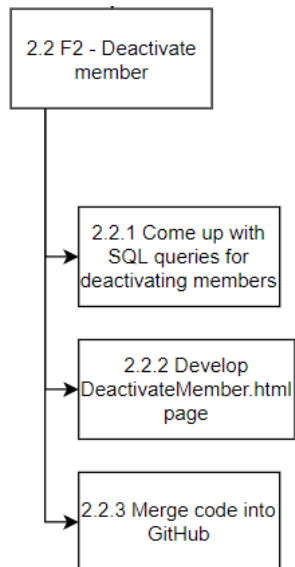 2.2 F2 - Deactivate
member
2.2.1 Come up with
SQL queries for
deactivating members
2.2.2 Develop
DeactivateMember.html
page
2.2.3 Merge code into
GitHub